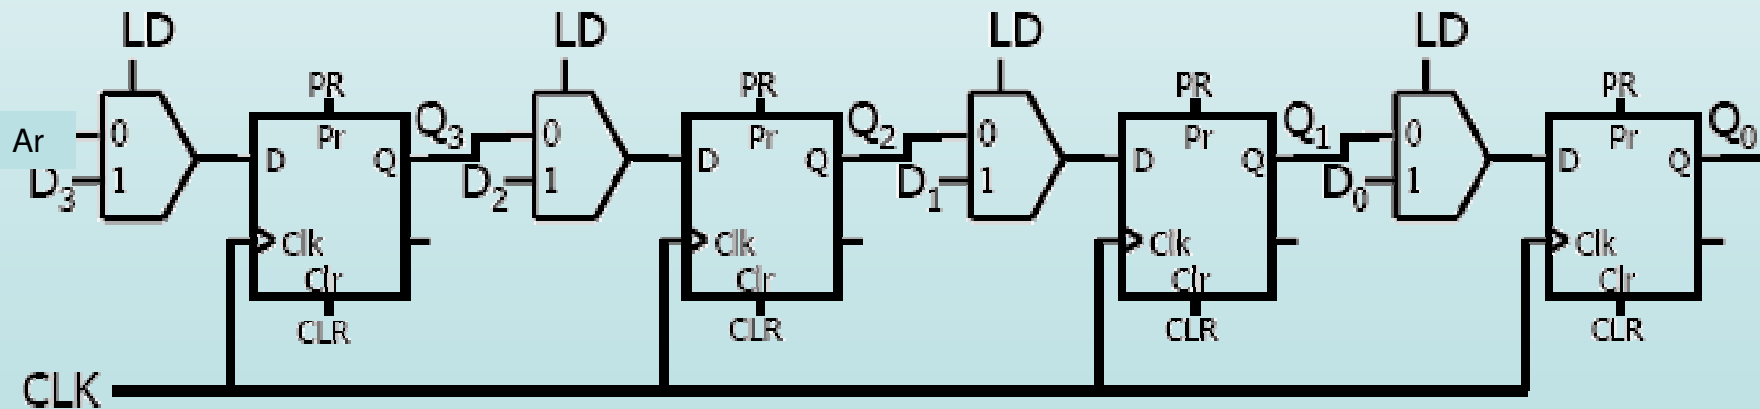 LD LD LD LD
PR PR PR PR
Ar 0 Pr Q₃ 0 Pr Q₂ 0 Pr Q₁ 0 Pr Q₀
D Q D Q D Q D Q
D₃ 1 D₂ 1 D₁ 1 D₀ 1
Clk Clk Clk Clk
Clr Clr Clr Clr
CLR CLR CLR CLR
CLK